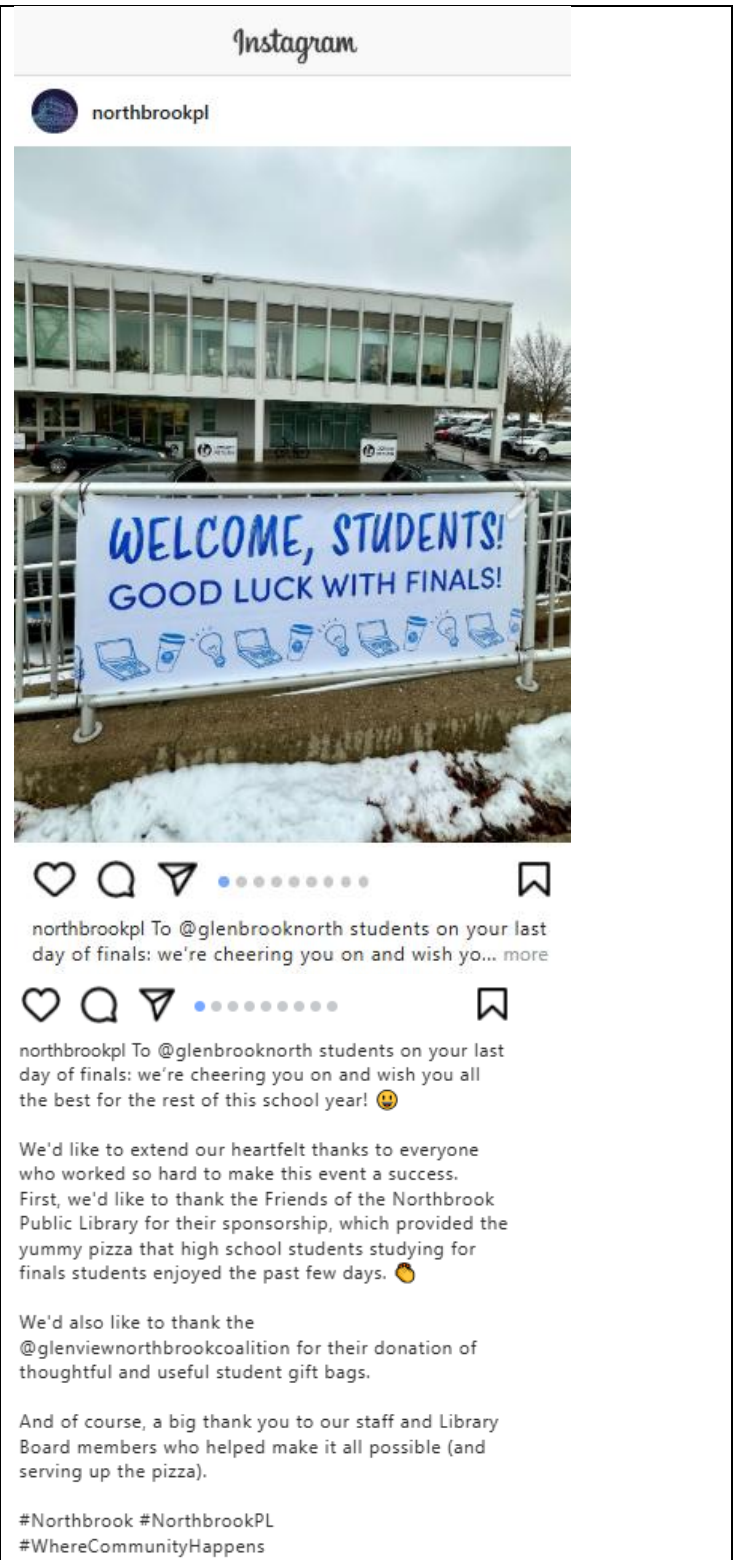 Instagram
northbrookpl
WELCOME, STUDENTS!
GOOD LUCK WITH FINALS!
northbrookpl To @glenbrooknorth students on your last
day of finals: we're cheering you on and wish yo... more
northbrookpl To @glenbrooknorth students on your last
day of finals: we're cheering you on and wish you all
the best for the rest of this school year! 😀
We'd like to extend our heartfelt thanks to everyone
who worked so hard to make this event a success.
First, we'd like to thank the Friends of the Northbrook
Public Library for their sponsorship, which provided the
yummy pizza that high school students studying for
finals students enjoyed the past few days. 👏
We'd also like to thank the
@glenviewnorthbrookcoalition for their donation of
thoughtful and useful student gift bags.
And of course, a big thank you to our staff and Library
Board members who helped make it all possible (and
serving up the pizza).
#Northbrook #NorthbrookPL
#WhereCommunityHappens